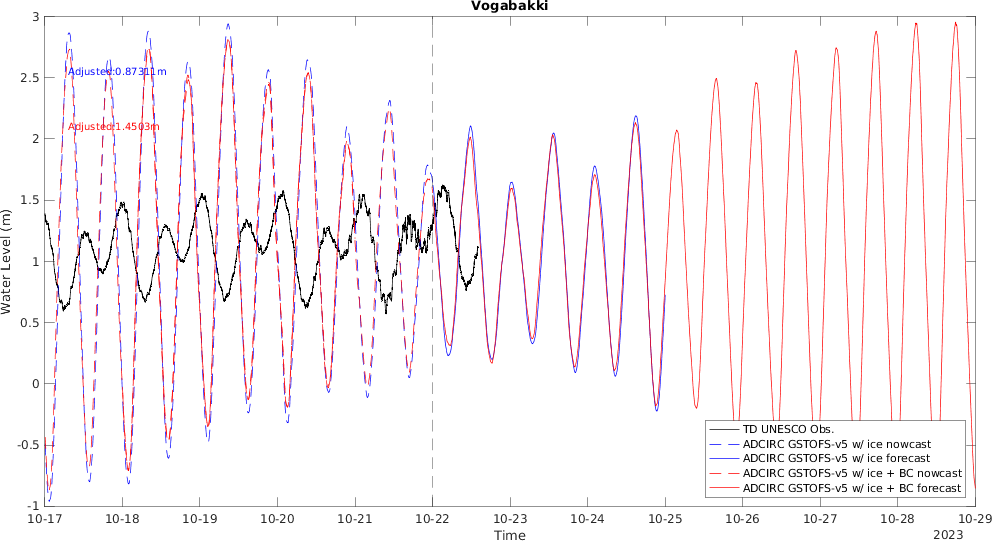 Vogabakki
3
2.5
2
1.5
1
0.5
0
-0.5
-1
Water Level (m)
Adjusted:0.87311m
Adjusted:1.4503m
TD UNESCO Obs.
ADCIRC GSTOFS-v5 w/ ice nowcast
ADCIRC GSTOFS-v5 w/ ice forecast
ADCIRC GSTOFS-v5 w/ ice + BC nowcast
ADCIRC GSTOFS-v5 w/ ice + BC forecast
10-17 10-18 10-19 10-20 10-21 10-22 10-23 10-24 10-25 10-26 10-27 10-28 10-29
Time
2023